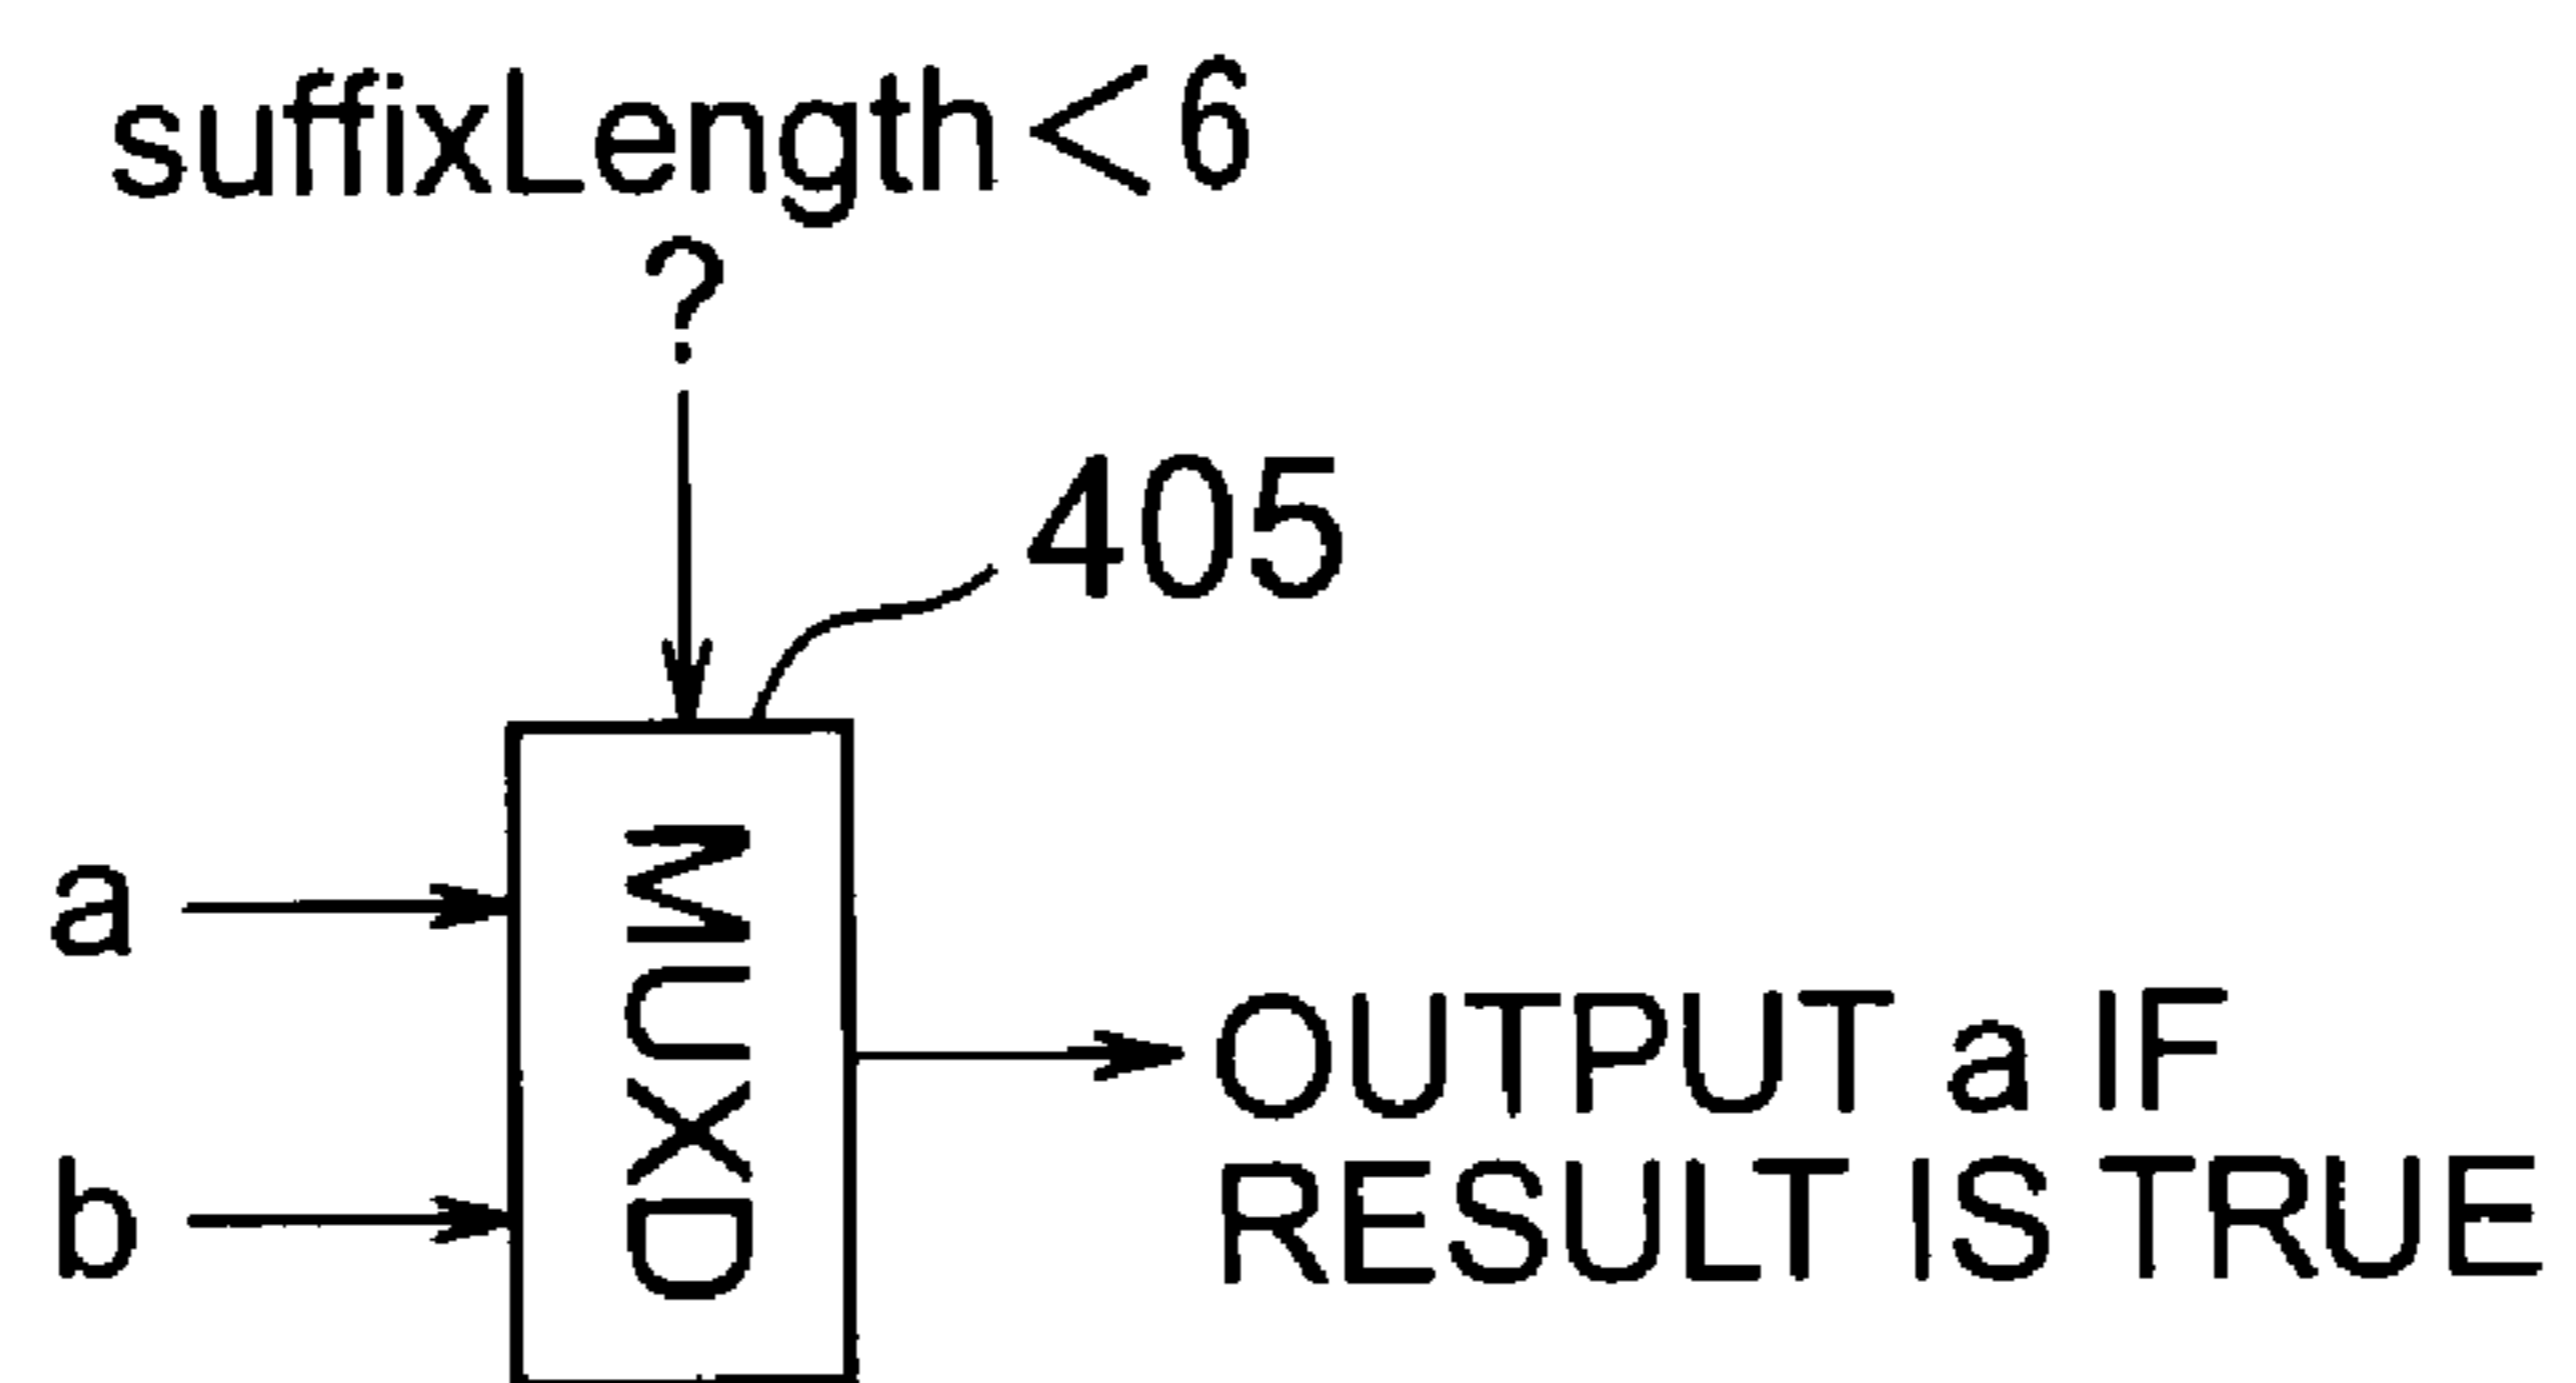 suffixLength<6
?
405
a
MUXD
b
OUTPUT a IF
RESULT IS TRUE